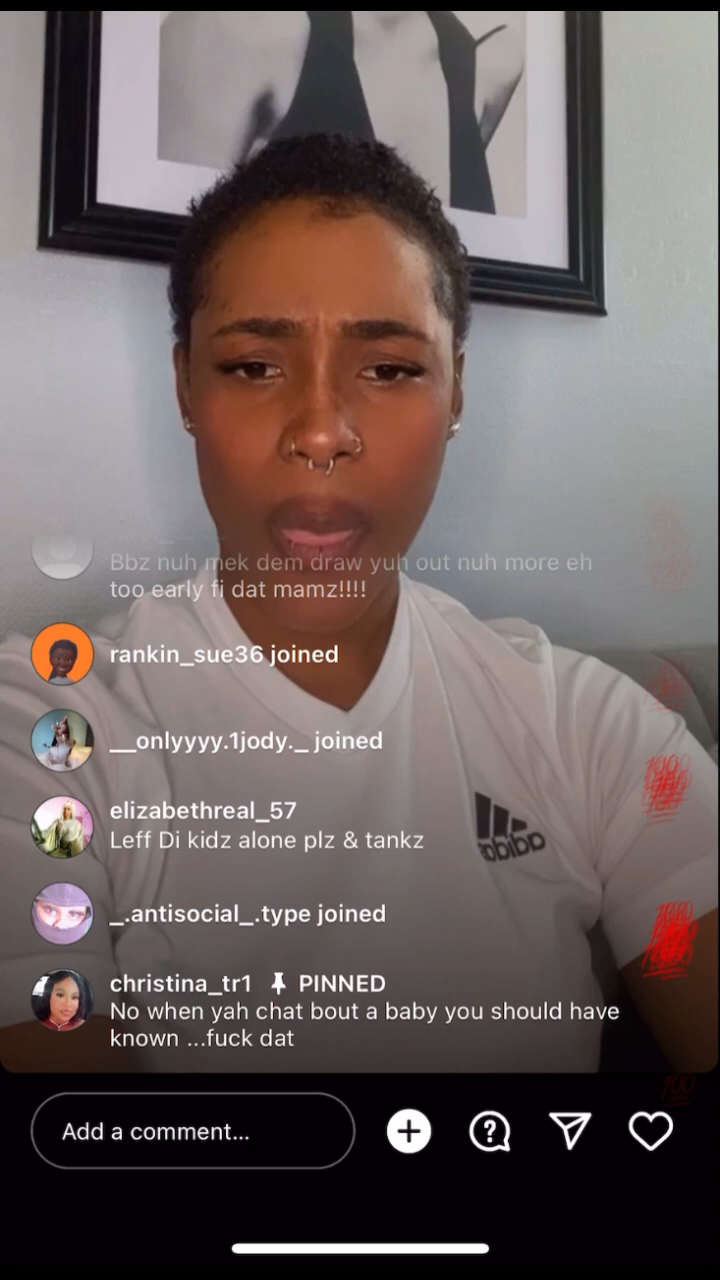 Bbz nuh mek dem draw yuh out nuh more eh
too early fi dat mamz!!!!
rankin_sue36 joined
__onlyyyy.1jody._ joined
elizabethreal_57
Leff Di kidz alone plz & tankz
adidas
_.antisocial_.type joined
christina_tr1 PINNED
No when yah chat bout a baby you should have
known ...fuck dat
Add a comment...